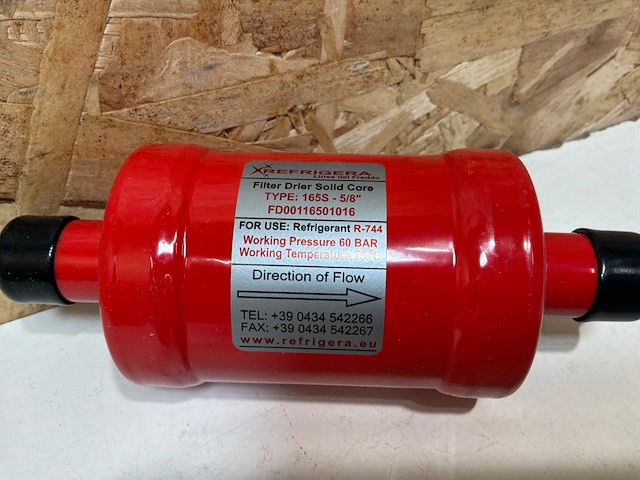 REFRIGERA
Linea del Freddo
Filter Drier Solid Core
TYPE: 165S - 5/8"
FD00116501016
FOR USE: Refrigerant R-744
Working Pressure 60 BAR
Working Temperature
Direction of Flow
TEL: +39 0434 542266
FAX: +39 0434 542267
www.refrigera.eu